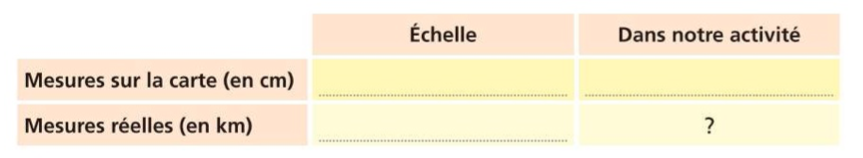 Échelle
Dans notre activité
Mesures sur la carte (en cm)
Mesures réelles (en km)
?